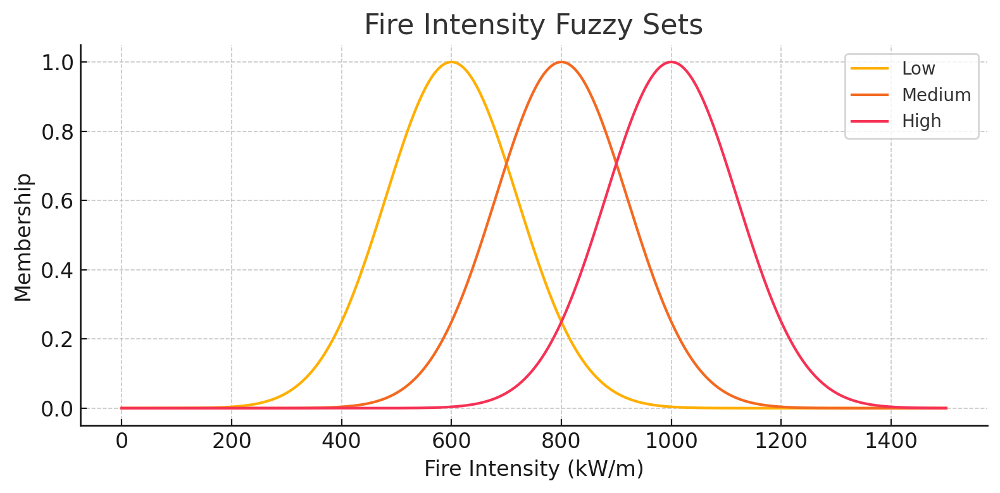 Fire Intensity Fuzzy Sets
1.0
0.8
0.6
0.4
0.2
0.0
Membership
Low
Medium
High
0 200 400 600 800 1000 1200 1400
Fire Intensity (kW/m)